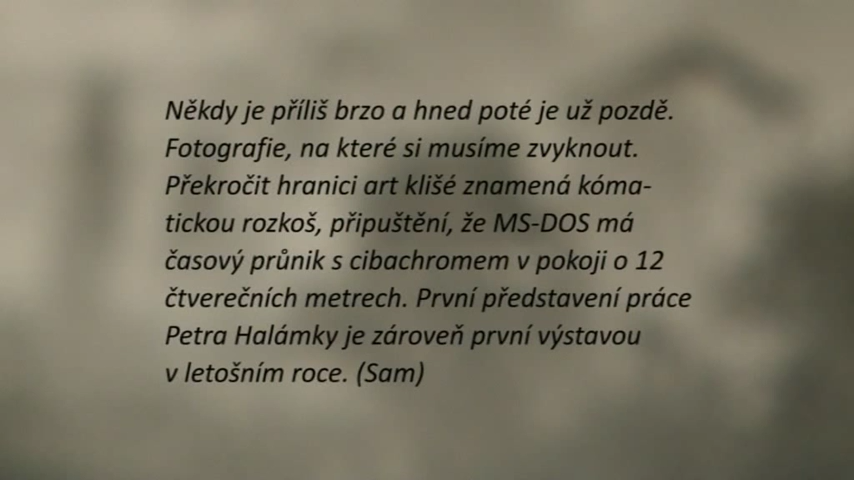 Někdy je příliš brzo a hned poté je už pozdě.
Fotografie, na které si musíme zvyknout.
Překročit hranici art klišé znamená kóma-
tickou rozkoš, připuštění, že MS-DOS má
časový průnik s cibachromem v pokoji o 12
čtverečních metrech. První představení práce
Petra Halámky je zároveň první výstavou
v letošním roce. (Sam)